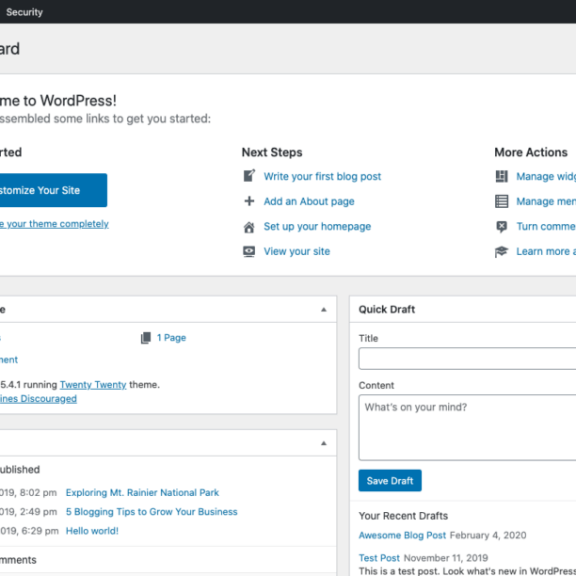 Security
ard
me to WordPress!
ssembled some links to get you started:
rted
Next Steps
More Actions
stomize Your Site
Write your first blog post
Manage widg
Add an About page
Manage men
e your theme completely
Set up your homepage
Turn comme
View your site
Learn more a
e
Quick Draft
s
1 Page
Title
ment
5.4.1 running Twenty Twenty theme.
ines Discouraged
Content
What's on your mind?
ublished
Save Draft
019, 8:02 pm Exploring Mt. Rainier National Park
019, 2:49 pm 5 Blogging Tips to Grow Your Business
019, 6:29 pm Hello world!
Your Recent Drafts
Awesome Blog Post February 4, 2020
mments
Test Post November 11, 2019
This is a test post. Look what's new in WordPress